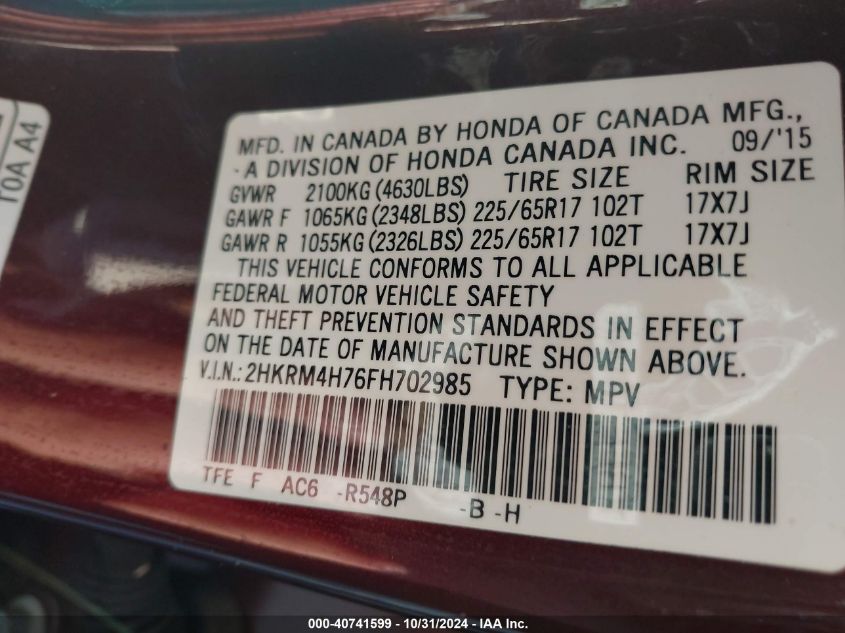 T0A A4
MFD. IN CANADA BY HONDA OF CANADA MFG.,
-A DIVISION OF HONDA CANADA INC. 09/'15
GVWR 2100KG (4630LBS) TIRE SIZE RIM SIZE
GAWR F 1065KG (2348LBS) 225/65R17 102T 17X7J
GAWR R 1055KG (2326LBS) 225/65R17 102T 17X7J
THIS VEHICLE CONFORMS TO ALL APPLICABLE
FEDERAL MOTOR VEHICLE SAFETY
AND THEFT PREVENTION STANDARDS IN EFFECT
ON THE DATE OF MANUFACTURE SHOWN ABOVE.
V.I.N.: 2HKRM4H76FH702985 TYPE: MPV
TFE F AC6 -R548P -B -H
000-40741599 - 10/31/2024 - IAA Inc.